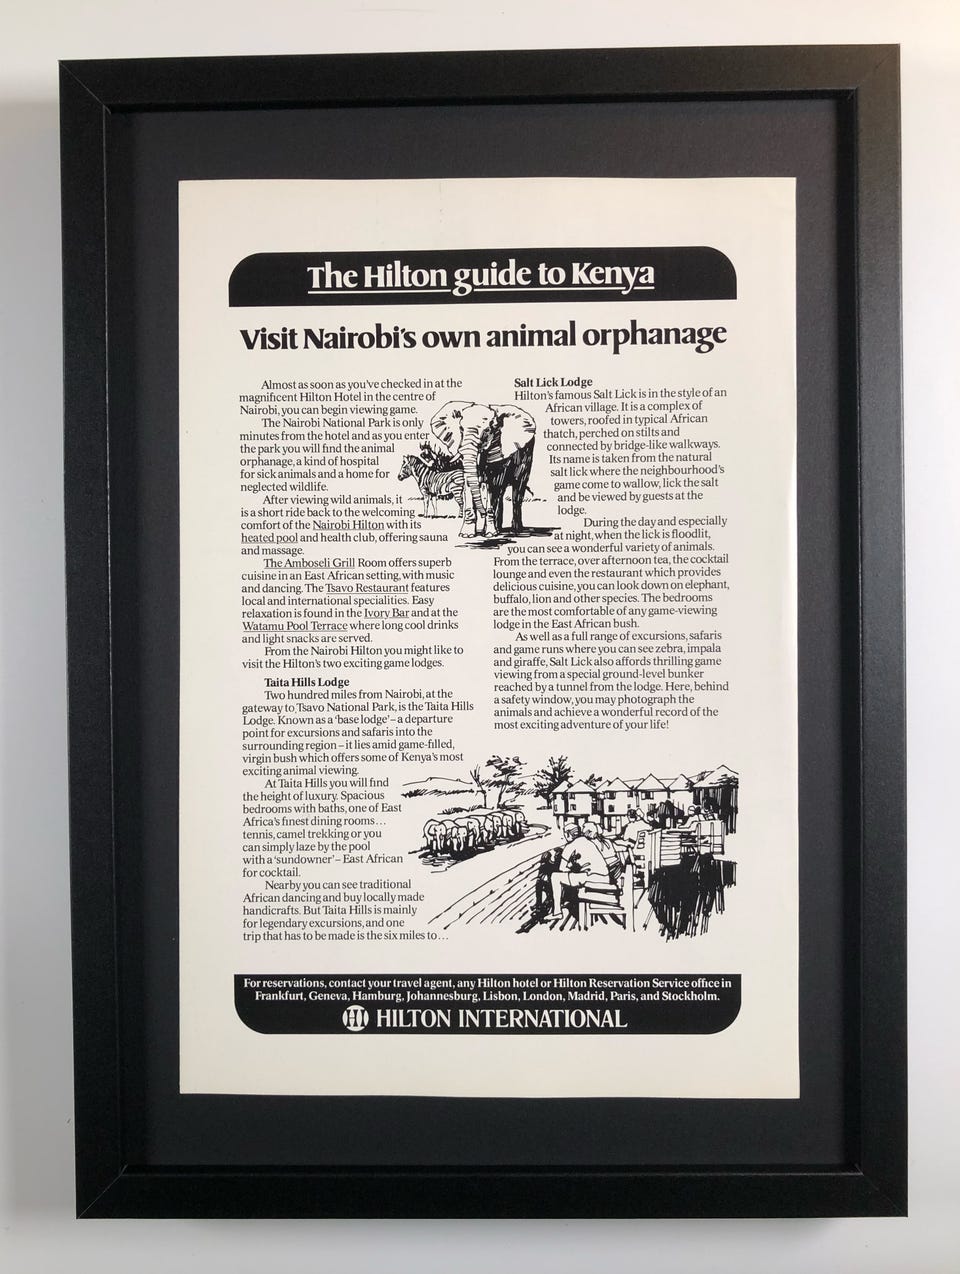 The Hilton guide to Kenya
Visit Nairobi's own animal orphanage
Almost as soon as you've checked in at the
magnificent Hilton Hotel in the centre of
Nairobi, you can begin viewing game.
The Nairobi National Park is only
minutes from the hotel and as you enter
the park you will find the animal
orphanage, a kind of hospital
for sick animals and a home for
neglected wildlife.
After viewing wild animals, it
is a short ride back to the welcoming
comfort of the Nairobi Hilton with its
heated pool and health club, offering sauna
and massage.
The Amboseli Grill Room offers superb
cuisine in an East African setting, with music
and dancing. The Tsavo Restaurant features
local and international specialities. Easy
relaxation is found in the Ivory Bar and at the
Watamu Pool Terrace where long cool drinks
and light snacks are served.
From the Nairobi Hilton you might like to
visit the Hilton's two exciting game lodges.
Taita Hills Lodge
Two hundred miles from Nairobi, at the
gateway to Tsavo National Park, is the Taita Hills
Lodge. Known as a 'base lodge' – a departure
point for excursions and safaris into the
surrounding region – it lies amid game-filled,
virgin bush which offers some of Kenya's most
exciting animal viewing.
At Taita Hills you will find
the height of luxury. Spacious
bedrooms with baths, one of East
Africa's finest dining rooms...
tennis, camel trekking or you
can simply laze by the pool
with a 'sundowner' – East African
for cocktail.
Nearby you can see traditional
African dancing and buy locally made
handicrafts. But Taita Hills is mainly
for legendary excursions, and one
trip that has to be made is the six miles to...
Salt Lick Lodge
Hilton's famous Salt Lick is in the style of an
African village. It is a complex of
towers, roofed in typical African
thatch, perched on stilts and
connected by bridge-like walkways.
Its name is taken from the natural
salt lick where the neighbourhood's
game come to wallow, lick the salt
and be viewed by guests at the
lodge.
During the day and especially
at night, when the lick is floodlit,
you can see a wonderful variety of animals.
From the terrace, over afternoon tea, the cocktail
lounge and even the restaurant which provides
delicious cuisine, you can look down on elephant,
buffalo, lion and other species. The bedrooms
are the most comfortable of any game-viewing
lodge in the East African bush.
As well as a full range of excursions, safaris
and game runs where you can see zebra, impala
and giraffe, Salt Lick also affords thrilling game
viewing from a special ground-level bunker
reached by a tunnel from the lodge. Here, behind
a safety window, you may photograph the
animals and achieve a wonderful record of the
most exciting adventure of your life!
For reservations, contact your travel agent, any Hilton hotel or Hilton Reservation Service office in
Frankfurt, Geneva, Hamburg, Johannesburg, Lisbon, London, Madrid, Paris, and Stockholm.
HILTON INTERNATIONAL